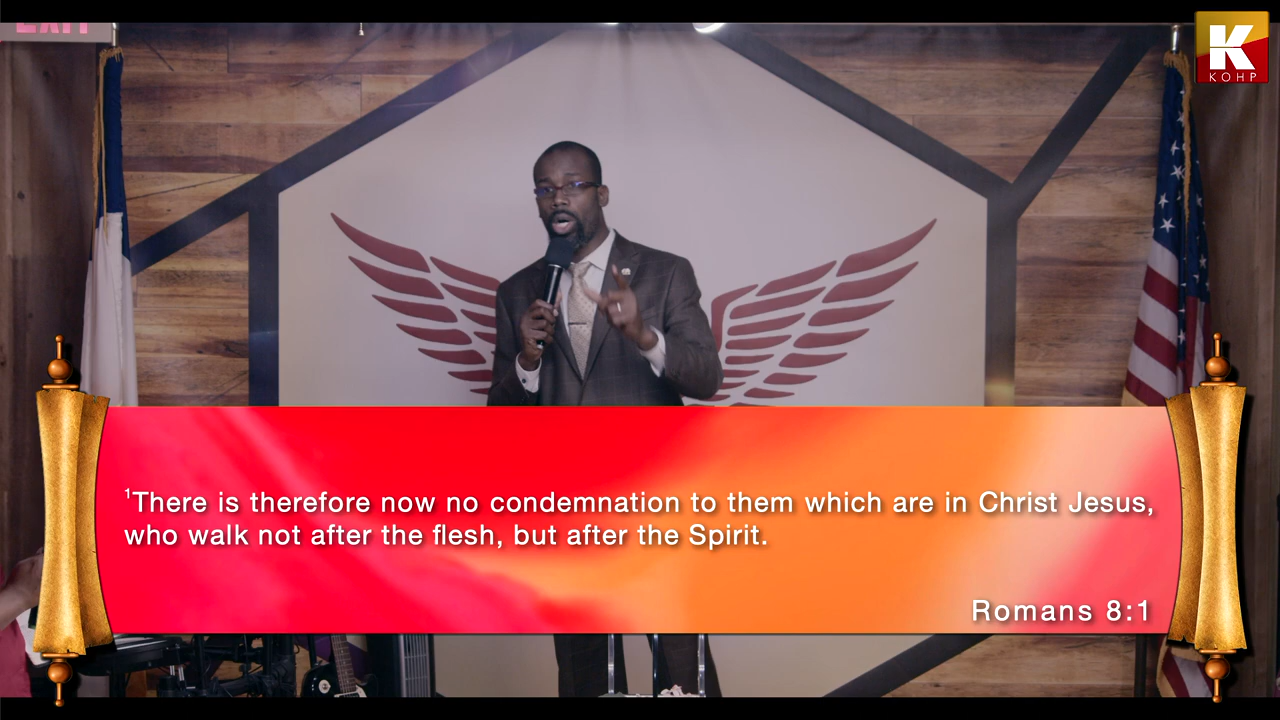 EXIT
K
KOHP
¹There is therefore now no condemnation to them which are in Christ Jesus,
who walk not after the flesh, but after the Spirit.
Romans 8:1